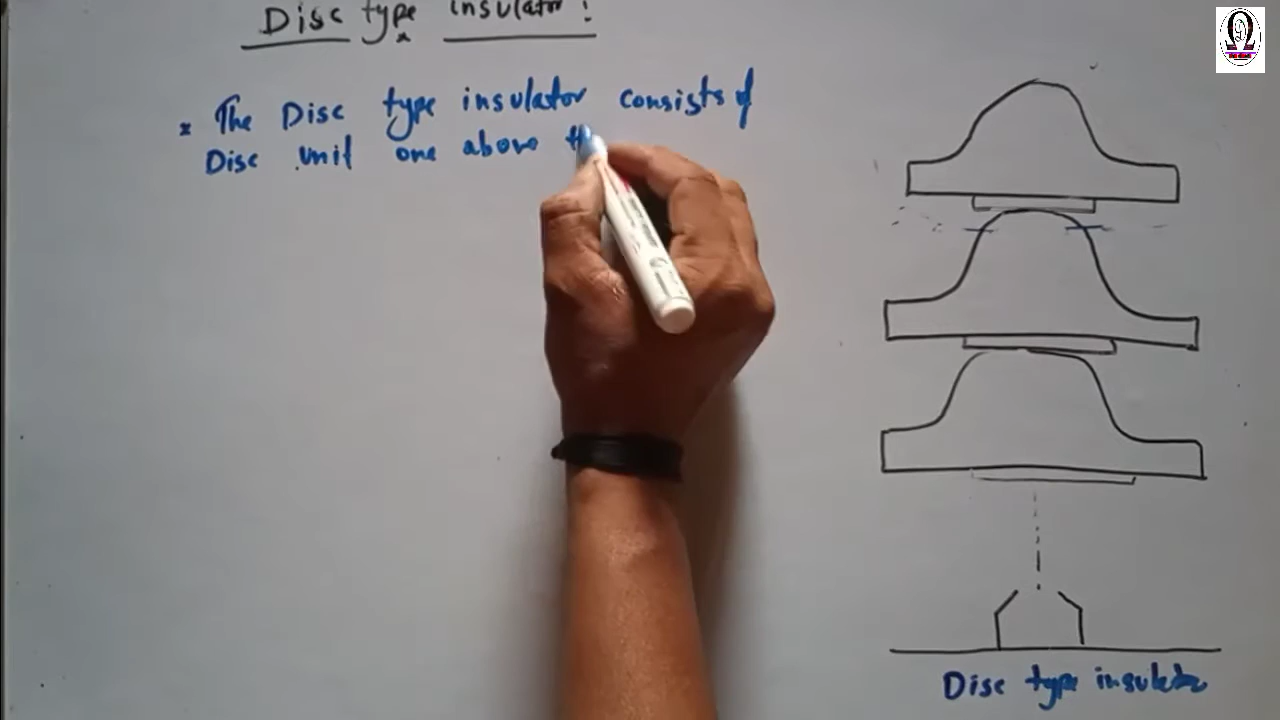 Disc type insulator :
* The Disc type insulator consists of
Disc unit one above
Disc type insulator